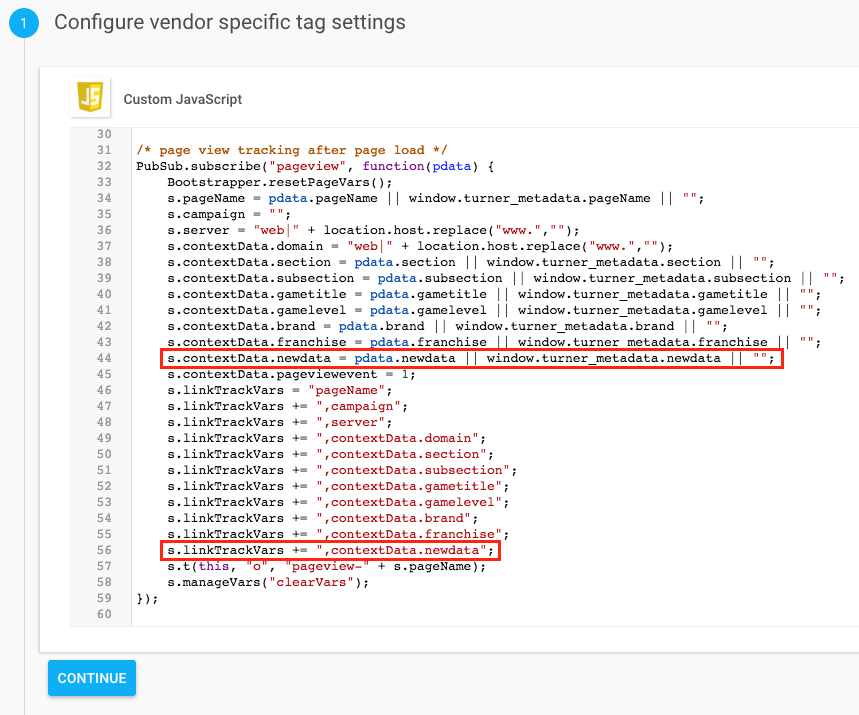 1 Configure vendor specific tag settings
JS Custom JavaScript
30
31 /* page view tracking after page load */
32 PubSub.subscribe("pageview", function(pdata) {
33 Bootstrapper.resetPageVars();
34 s.pageName = pdata.pageName || window.turner_metadata.pageName || "";
35 s.campaign = "";
36 s.server = "web|" + location.host.replace("www.","");
37 s.contextData.domain = "web|" + location.host.replace("www.","");
38 s.contextData.section = pdata.section || window.turner_metadata.section || "";
39 s.contextData.subsection = pdata.subsection || window.turner_metadata.subsection || "";
40 s.contextData.gametitle = pdata.gametitle || window.turner_metadata.gametitle || "";
41 s.contextData.gamelevel = pdata.gamelevel || window.turner_metadata.gamelevel || "";
42 s.contextData.brand = pdata.brand || window.turner_metadata.brand || "";
43 s.contextData.franchise = pdata.franchise || window.turner_metadata.franchise || "";
44 s.contextData.newdata = pdata.newdata || window.turner_metadata.newdata || "";
45 s.contextData.pageviewevent = 1;
46 s.linkTrackVars = "pageName";
47 s.linkTrackVars += ",campaign";
48 s.linkTrackVars += ",server";
49 s.linkTrackVars += ",contextData.domain";
50 s.linkTrackVars += ",contextData.section";
51 s.linkTrackVars += ",contextData.subsection";
52 s.linkTrackVars += ",contextData.gametitle";
53 s.linkTrackVars += ",contextData.gamelevel";
54 s.linkTrackVars += ",contextData.brand";
55 s.linkTrackVars += ",contextData.franchise";
56 s.linkTrackVars += ",contextData.newdata";
57 s.t(this, "o", "pageview-" + s.pageName);
58 s.manageVars("clearVars");
59 });
60
CONTINUE